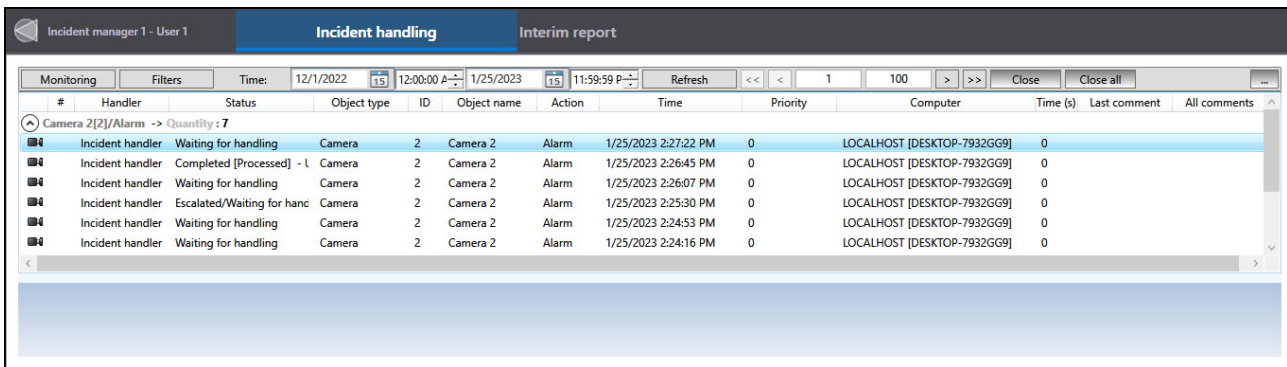 Incident manager 1 - User 1 Incident handling Interim report
Monitoring Filters Time: 12/1/2022 15 12:00:00 A 1/25/2023 15 11:59:59 P Refresh << < 1 100 > >> Close Close all ...
# Handler Status Object type ID Object name Action Time Priority Computer Time (s) Last comment All comments
Camera 2[2]/Alarm -> Quantity : 7
Incident handler Waiting for handling Camera 2 Camera 2 Alarm 1/25/2023 2:27:22 PM 0 LOCALHOST [DESKTOP-7932GG9] 0
Incident handler Completed [Processed] - U Camera 2 Camera 2 Alarm 1/25/2023 2:26:45 PM 0 LOCALHOST [DESKTOP-7932GG9] 0
Incident handler Waiting for handling Camera 2 Camera 2 Alarm 1/25/2023 2:26:07 PM 0 LOCALHOST [DESKTOP-7932GG9] 0
Incident handler Escalated/Waiting for hand Camera 2 Camera 2 Alarm 1/25/2023 2:25:30 PM 0 LOCALHOST [DESKTOP-7932GG9] 0
Incident handler Waiting for handling Camera 2 Camera 2 Alarm 1/25/2023 2:24:53 PM 0 LOCALHOST [DESKTOP-7932GG9] 0
Incident handler Waiting for handling Camera 2 Camera 2 Alarm 1/25/2023 2:24:16 PM 0 LOCALHOST [DESKTOP-7932GG9] 0